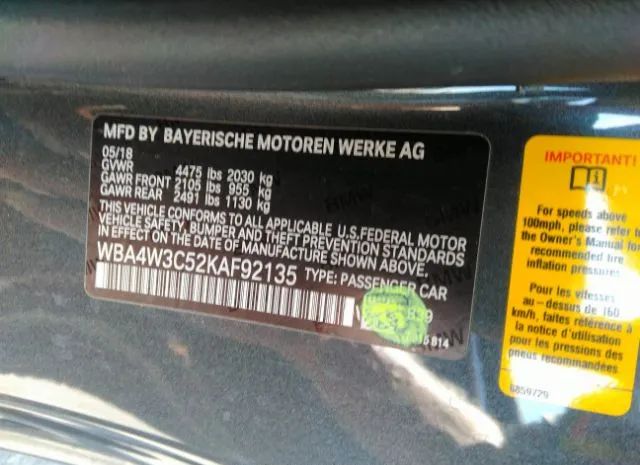 MFD BY BAYERISCHE MOTOREN WERKE AG
05/18
GVWR 4475 lbs 2030 kg
GAWR FRONT 2105 lbs 955 kg
GAWR REAR 2491 lbs 1130 kg
THIS VEHICLE CONFORMS TO ALL APPLICABLE U.S.FEDERAL MOTOR
VEHICLE SAFETY, BUMPER AND THEFT PREVENTION STANDARDS
IN EFFECT ON THE DATE OF MANUFACTURE SHOWN ABOVE.
WBA4W3C52KAF92135 TYPE: PASSENGER CAR
IMPORTANT!
For speeds above
100mph, please refer to
the Owner's Manual for
recommended tire
inflation pressures.
Pour les vitesses
au-dessus de 160
km/h, faites référence à
la notice d'utilisation
pour les pressions des
pneus recommandées.
6859729